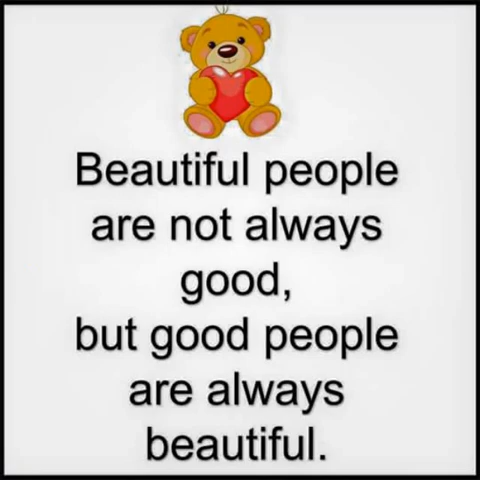 Beautiful people
are not always
good,
but good people
are always
beautiful.